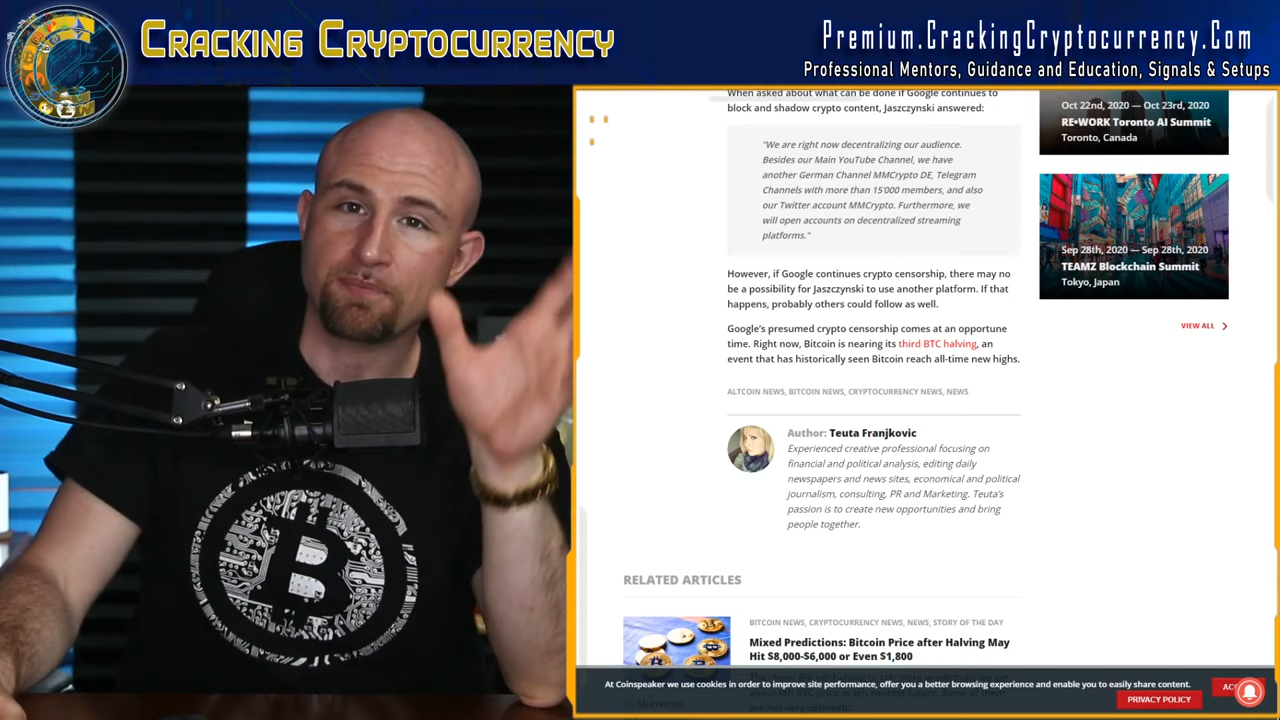 Cracking Cryptocurrency
Premium.CrackingCryptocurrency.Com
Professional Mentors, Guidance and Education, Signals & Setups
When asked about what can be done if Google continues to
block and shadow crypto content, Jaszczynski answered:
"We are right now decentralizing our audience.
Besides our Main YouTube Channel, we have
another German Channel MMCrypto DE, Telegram
Channels with more than 15'000 members, and also
our Twitter account MMCrypto. Furthermore, we
will open accounts on decentralized streaming
platforms."
However, if Google continues crypto censorship, there may no
be a possibility for Jaszczynski to use another platform. If that
happens, probably others could follow as well.
Google's presumed crypto censorship comes at an opportune
time. Right now, Bitcoin is nearing its third BTC halving, an
event that has historically seen Bitcoin reach all-time new highs.
ALTCOIN NEWS, BITCOIN NEWS, CRYPTOCURRENCY NEWS, NEWS
Author: Teuta Franjkovic
Experienced creative professional focusing on
financial and political analysis, editing daily
newspapers and news sites, economical and political
journalism, consulting, PR and Marketing. Teuta's
passion is to create new opportunities and bring
people together.
RELATED ARTICLES
BITCOIN NEWS, CRYPTOCURRENCY NEWS, NEWS, STORY OF THE DAY
Mixed Predictions: Bitcoin Price after Halving May
Hit $8,000-$6,000 or Even $1,800
Oct 22nd, 2020 — Oct 23rd, 2020
RE•WORK Toronto AI Summit
Toronto, Canada
Sep 28th, 2020 — Sep 28th, 2020
TEAMZ Blockchain Summit
Tokyo, Japan
VIEW ALL
At Coinspeaker we use cookies in order to improve site performance, offer you a better browsing experience and enable you to easily share content.
PRIVACY POLICY